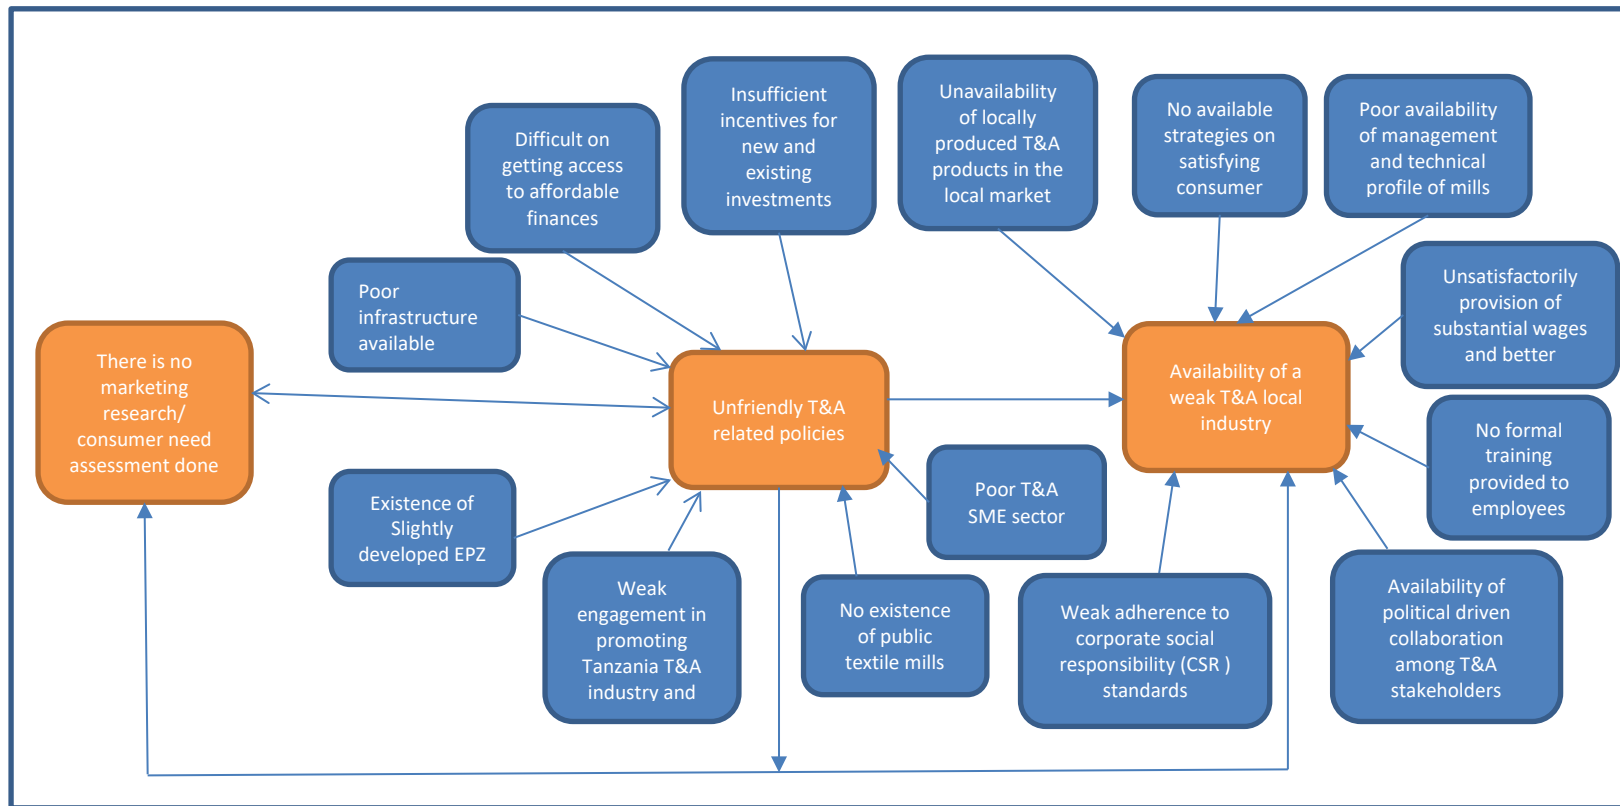 Insufficient
incentives for
new and
existing
investments
Unavailability
of locally
produced T&A
products in the
local market
No available
strategies on
satisfying
consumer
Poor availability
of management
and technical
profile of mills
Difficult on
getting access
to affordable
finances
Poor
infrastructure
available
Unsatisfactorily
provision of
substantial wages
and better
There is no
marketing
research/
consumer need
assessment done
Unfriendly T&A
related policies
Availability of a
weak T&A local
industry
No formal
training
provided to
employees
Existence of
Slightly
developed EPZ
Poor T&A
SME sector
Weak
engagement in
promoting
Tanzania T&A
industry and
No existence
of public
textile mills
Weak adherence to
corporate social
responsibility (CSR )
standards
Availability of
political driven
collaboration
among T&A
stakeholders